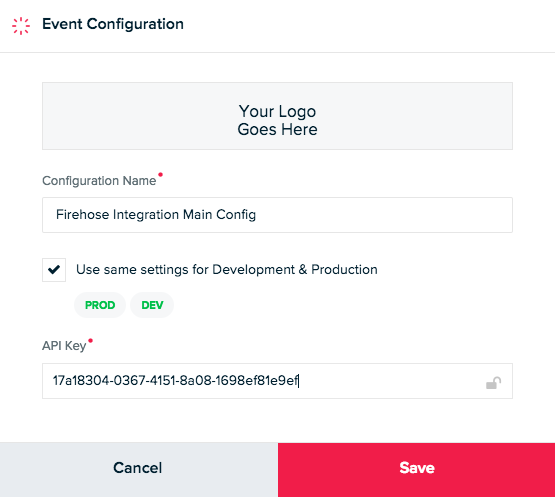 Event Configuration
Your Logo
Goes Here
Configuration Name
Firehose Integration Main Config
Use same settings for Development & Production
PROD DEV
API Key
17a18304-0367-4151-8a08-1698ef81e9ef
Cancel Save